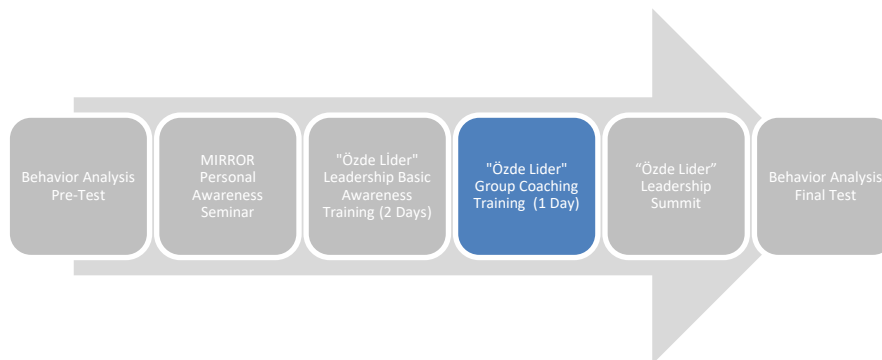 Behavior Analysis
Pre-Test
MIRROR
Personal
Awareness
Seminar
"Özde Lİder"
Leadership Basic
Awareness
Training (2 Days)
"Özde Lider"
Group Coaching
Training (1 Day)
“Özde Lider”
Leadership
Summit
Behavior Analysis
Final Test